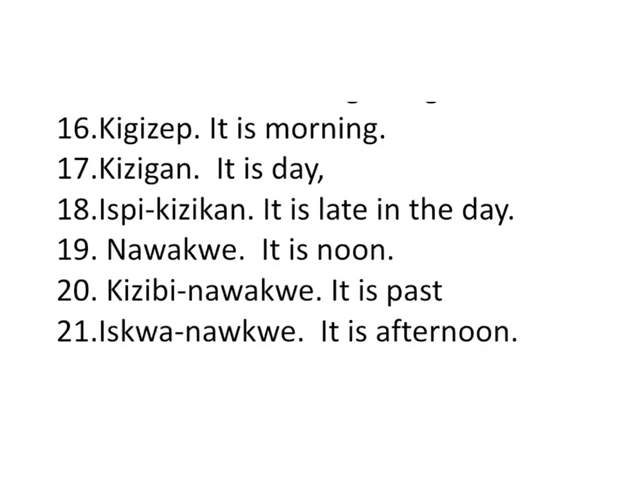 16.Kigizep. It is morning.
17.Kizigan.  It is day,
18.Ispi-kizikan. It is late in the day.
19. Nawakwe.  It is noon.
20. Kizibi-nawakwe. It is past
21.Iskwa-nawkwe.  It is afternoon.